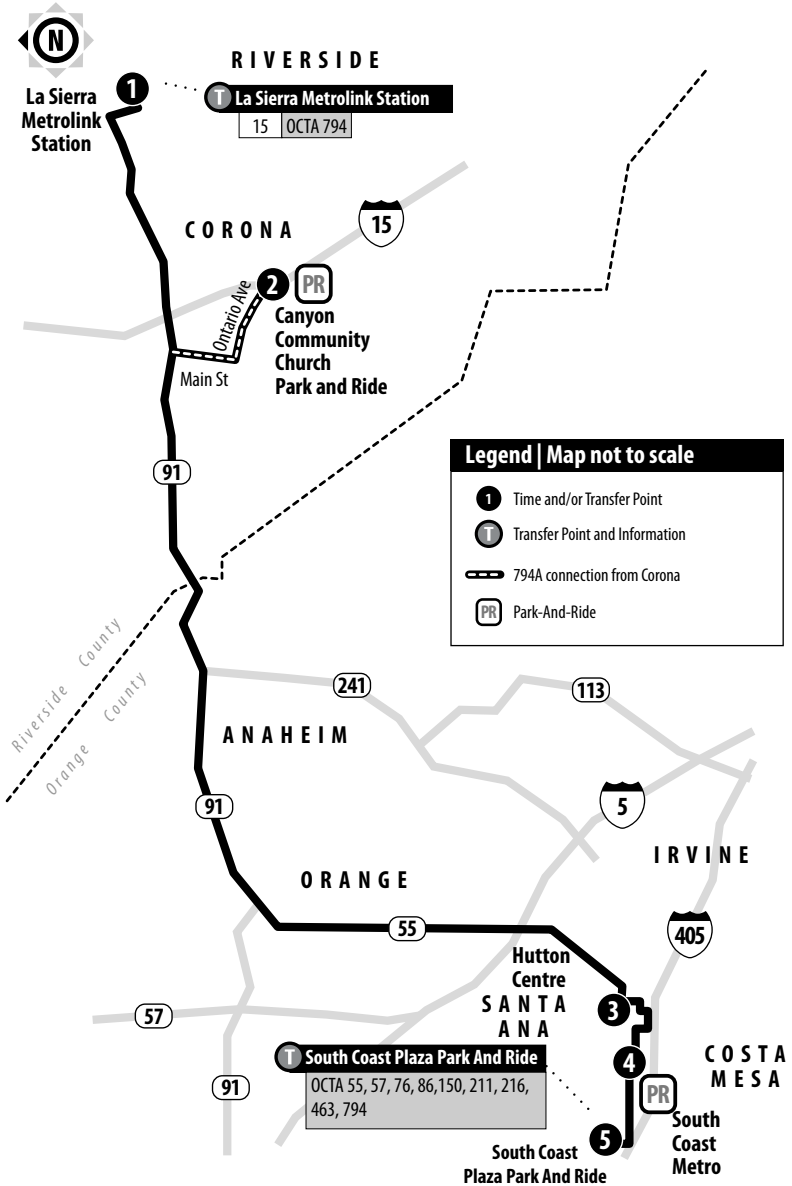 N
RIVERSIDE
La Sierra
Metrolink
Station
1
T La Sierra Metrolink Station
15 OCTA 794
CORONA
15
2
PR
Ontario Ave
Canyon
Community
Church
Park and Ride
Main St
91
Legend | Map not to scale
1 Time and/or Transfer Point
T Transfer Point and Information
794A connection from Corona
PR Park-And-Ride
Riverside County
Orange County
241
113
ANAHEIM
91
5
IRVINE
ORANGE
55
405
Hutton
Centre
SANTA
ANA
3
57
4
COSTA
MESA
T South Coast Plaza Park And Ride
OCTA 55, 57, 76, 86,150, 211, 216,
463, 794
91
PR
South
Coast
Metro
5
South Coast
Plaza Park And Ride